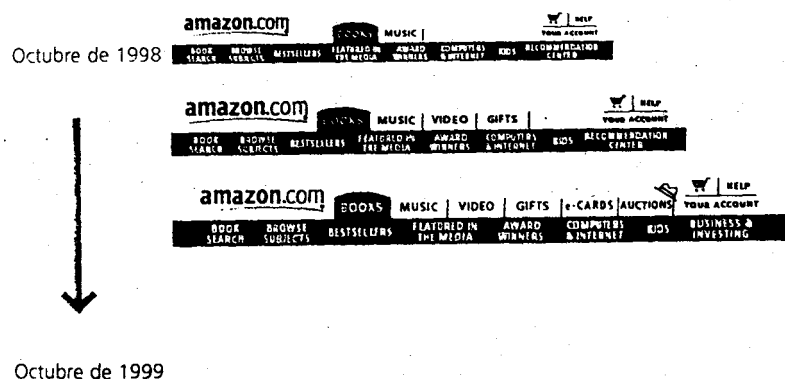 amazon.com BOOKS MUSIC HELP
YOUR ACCOUNT
Octubre de 1998
BOOK SEARCH BROWSE SUBJECTS BESTSELLERS FEATURED IN THE MEDIA AWARD WINNERS COMPUTERS & INTERNET KIDS RECOMMENDATION CENTER
amazon.com BOOKS MUSIC VIDEO GIFTS HELP
YOUR ACCOUNT
BOOK SEARCH BROWSE SUBJECTS BESTSELLERS FEATURED IN THE MEDIA AWARD WINNERS COMPUTERS & INTERNET KIDS RECOMMENDATION CENTER
amazon.com BOOKS MUSIC VIDEO GIFTS e-CARDS AUCTIONS HELP
YOUR ACCOUNT
BOOK SEARCH BROWSE SUBJECTS BESTSELLERS FEATURED IN THE MEDIA AWARD WINNERS COMPUTERS & INTERNET KIDS BUSINESS & INVESTING
Octubre de 1999